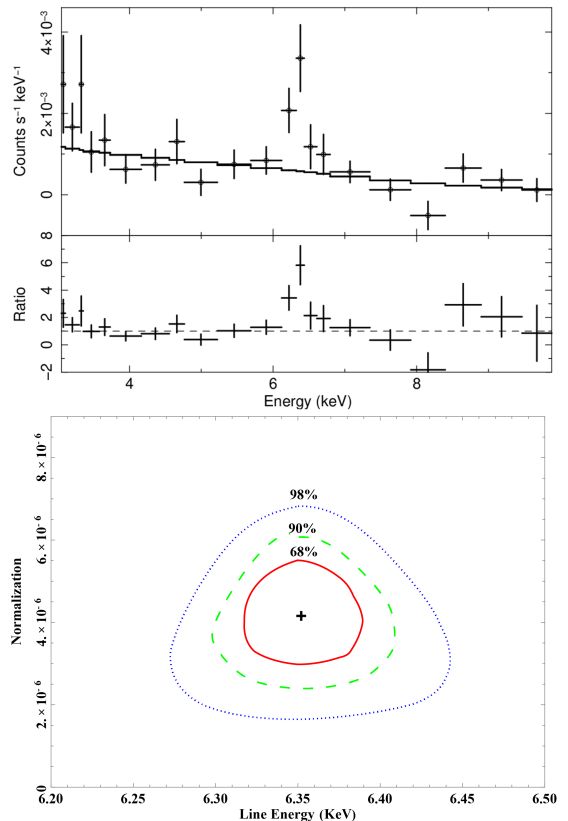 4×10⁻³
2×10⁻³
0
Counts s⁻¹ keV⁻¹
8
6
4
2
0
−2
Ratio
4 6 8
Energy (keV)
98%
90%
68%
8.×10⁻⁶
6.×10⁻⁶
4.×10⁻⁶
2.×10⁻⁶
0
Normalization
6.20 6.25 6.30 6.35 6.40 6.45 6.50
Line Energy (KeV)